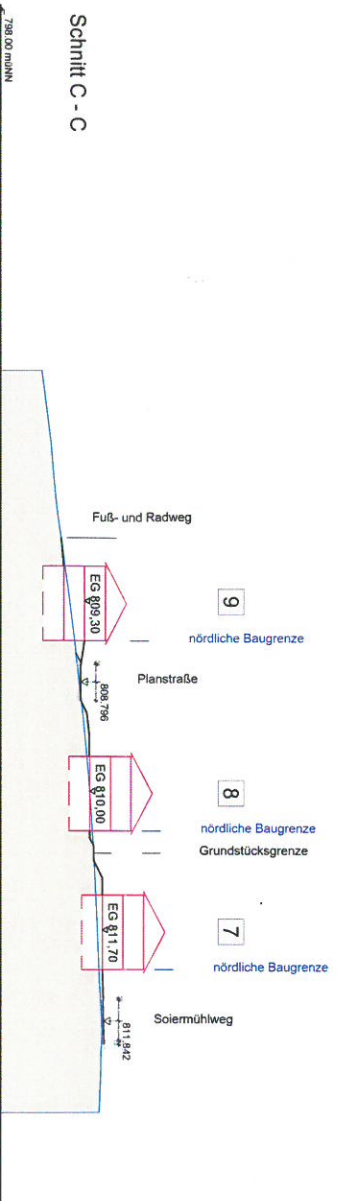 Schnitt C - C
798.00 müNN
Fuß- und Radweg
EG 809,30
9
nördliche Baugrenze
Planstraße
808.796
EG 810,00
8
nördliche Baugrenze
Grundstücksgrenze
EG 811,70
7
nördliche Baugrenze
Soiermühlweg
811.842